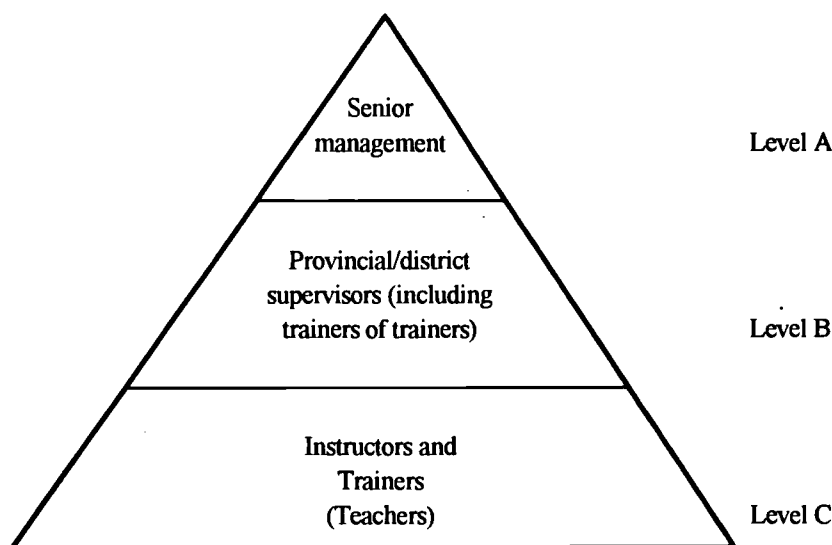 Senior
management
Level A
Provincial/district
supervisors (including
trainers of trainers)
Level B
Instructors and
Trainers
(Teachers)
Level C